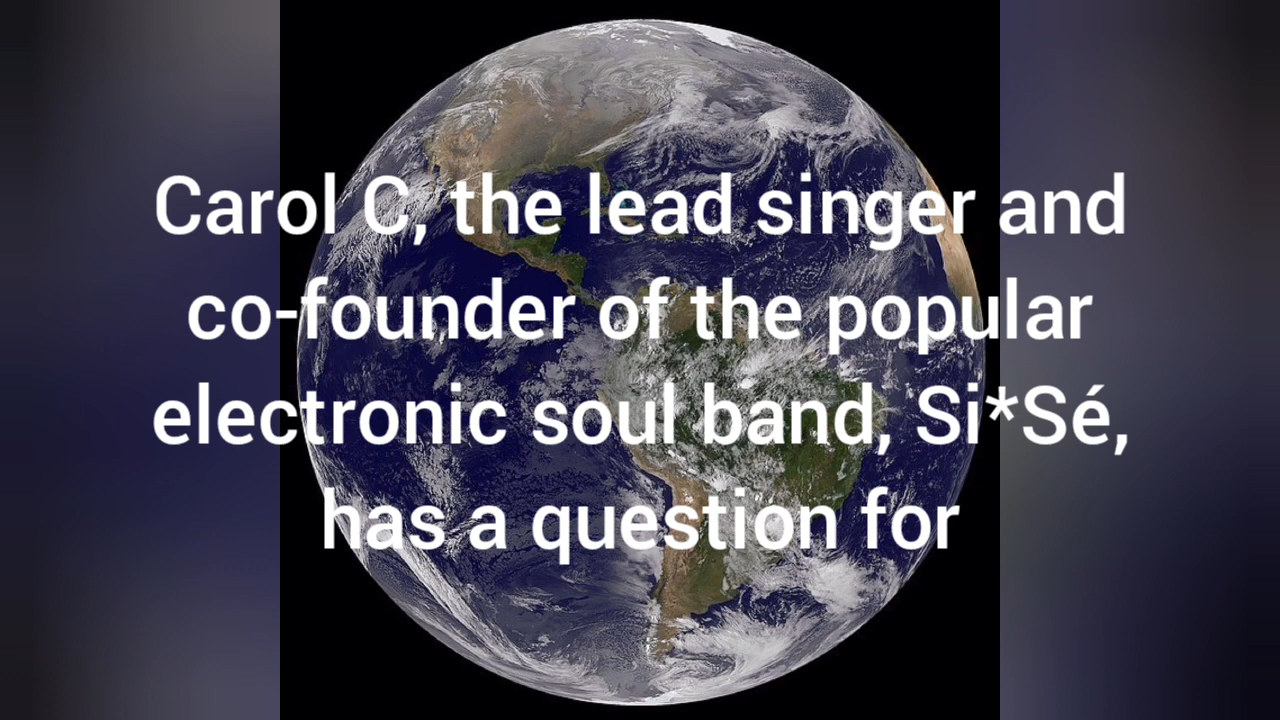 Carol C, the lead singer and
co-founder of the popular
electronic soul band, Si*Sé,
has a question for